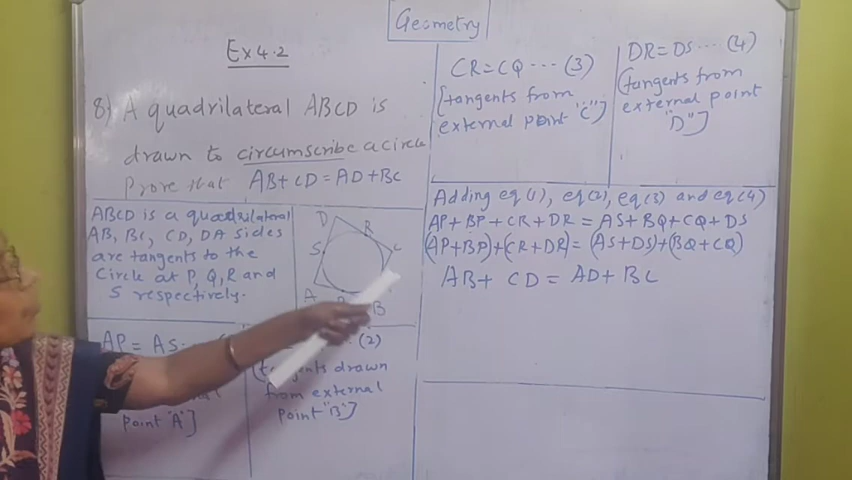 Geometry
Ex 4.2
8) A quadrilateral ABCD is
drawn to circumscribe a circle
Prove that AB+CD=AD+BC
ABCD is a quadrilateral
AB, BC, CD, DA sides
are tangents to the
circle at P, Q, R and
S respectively.
D
R
S
C
A
B
AP = AS
point "A"]
(2)
drawn
from external
point "B"]
CR=CQ ... (3)
[tangents from
external point "C"]
DR=DS ... (4)
[tangents from
external point
"D"]
Adding eq(1), eq(2), eq(3) and eq(4)
AP+BP+CR+DR=AS+BQ+CQ+DS
(AP+BP)+(CR+DR)=(AS+DS)+(BQ+CQ)
AB+CD=AD+BC